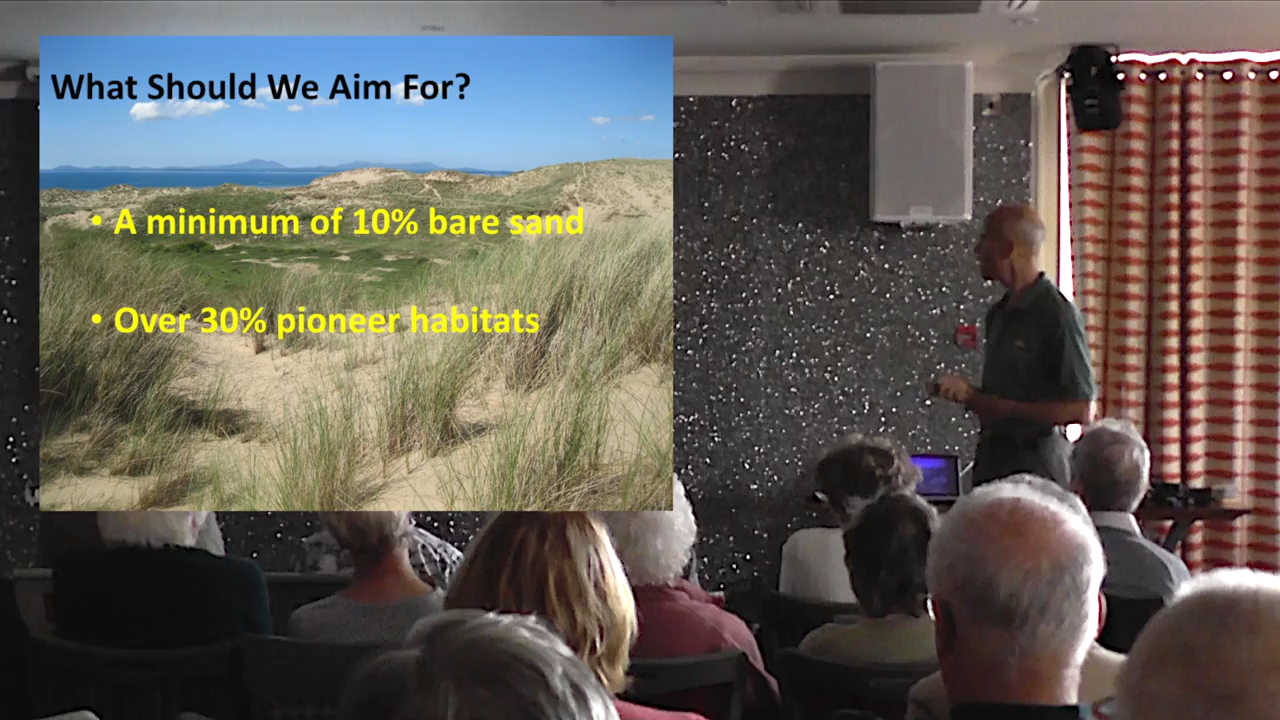 What Should We Aim For?
• A minimum of 10% bare sand
• Over 30% pioneer habitats